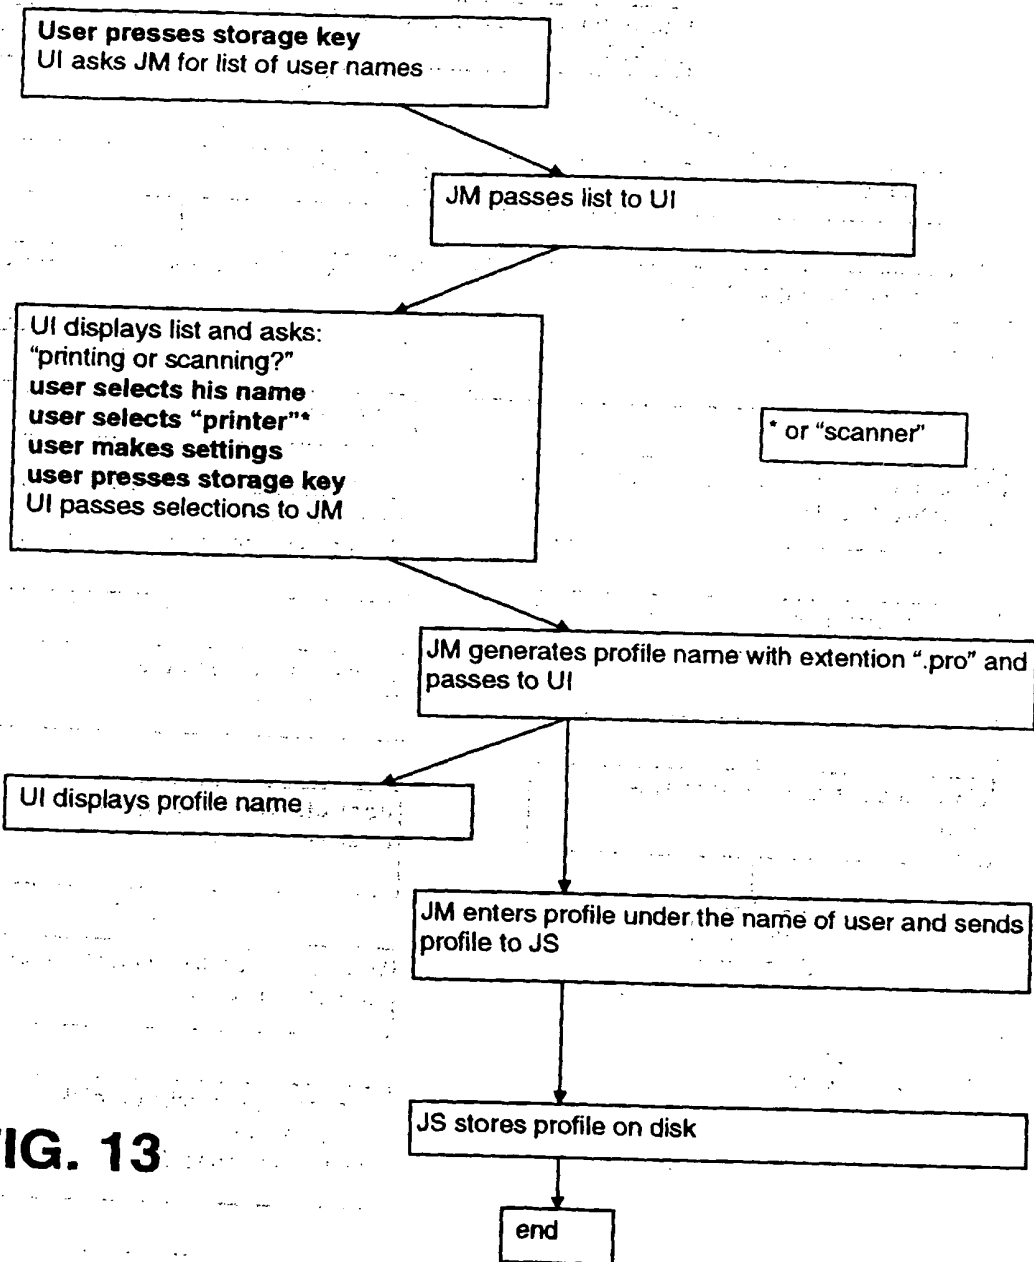 User presses storage key
UI asks JM for list of user names
JM passes list to UI
UI displays list and asks:
“printing or scanning?”
user selects his name
user selects “printer”*
user makes settings
user presses storage key
UI passes selections to JM
* or “scanner”
JM generates profile name with extention “.pro” and
passes to UI
UI displays profile name
JM enters profile under the name of user and sends
profile to JS
JS stores profile on disk
IG. 13
end